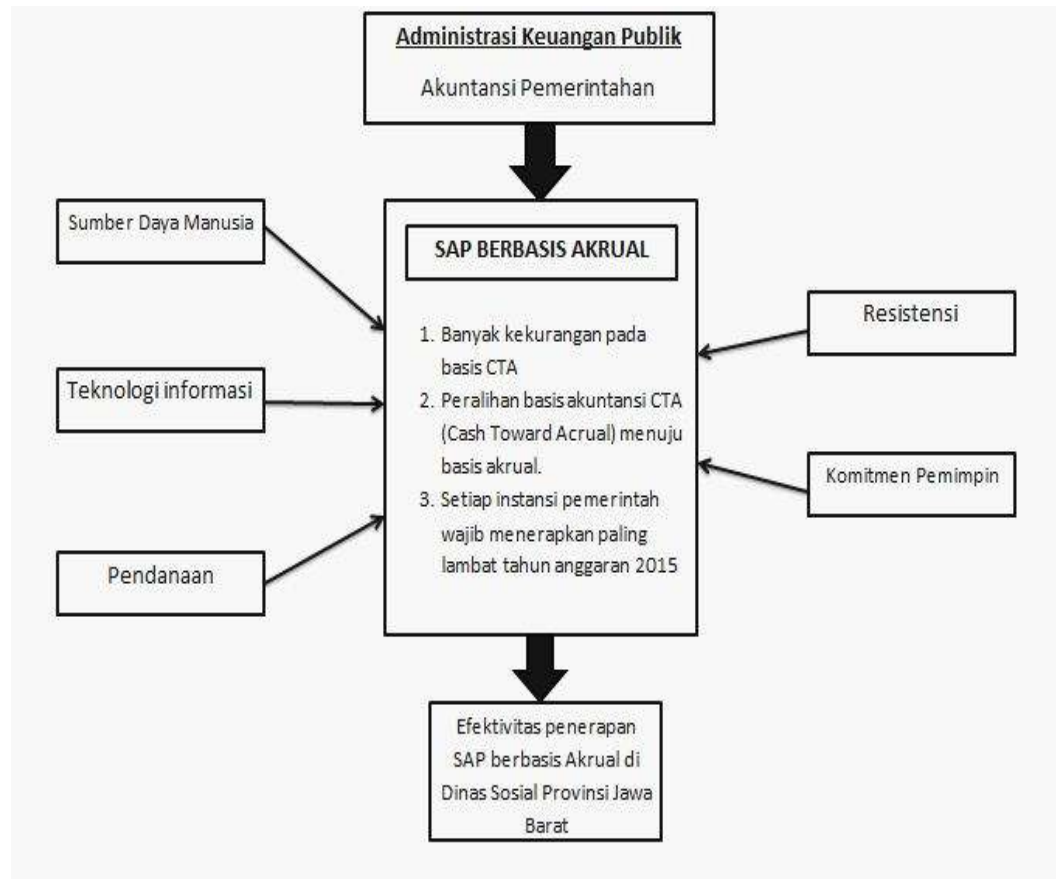 Administrasi Keuangan Publik
Akuntansi Pemerintahan
Sumber Daya Manusia
Teknologi informasi
Pendanaan
SAP BERBASIS AKRUAL
1. Banyak kekurangan pada
basis CTA
2. Peralihan basis akuntansi CTA
(Cash Toward Acrual) menuju
basis akrual.
3. Setiap instansi pemerintah
wajib menerapkan paling
lambat tahun anggaran 2015
Resistensi
Komitmen Pemimpin
Efektivitas penerapan
SAP berbasis Akrual di
Dinas Sosial Provinsi Jawa
Barat